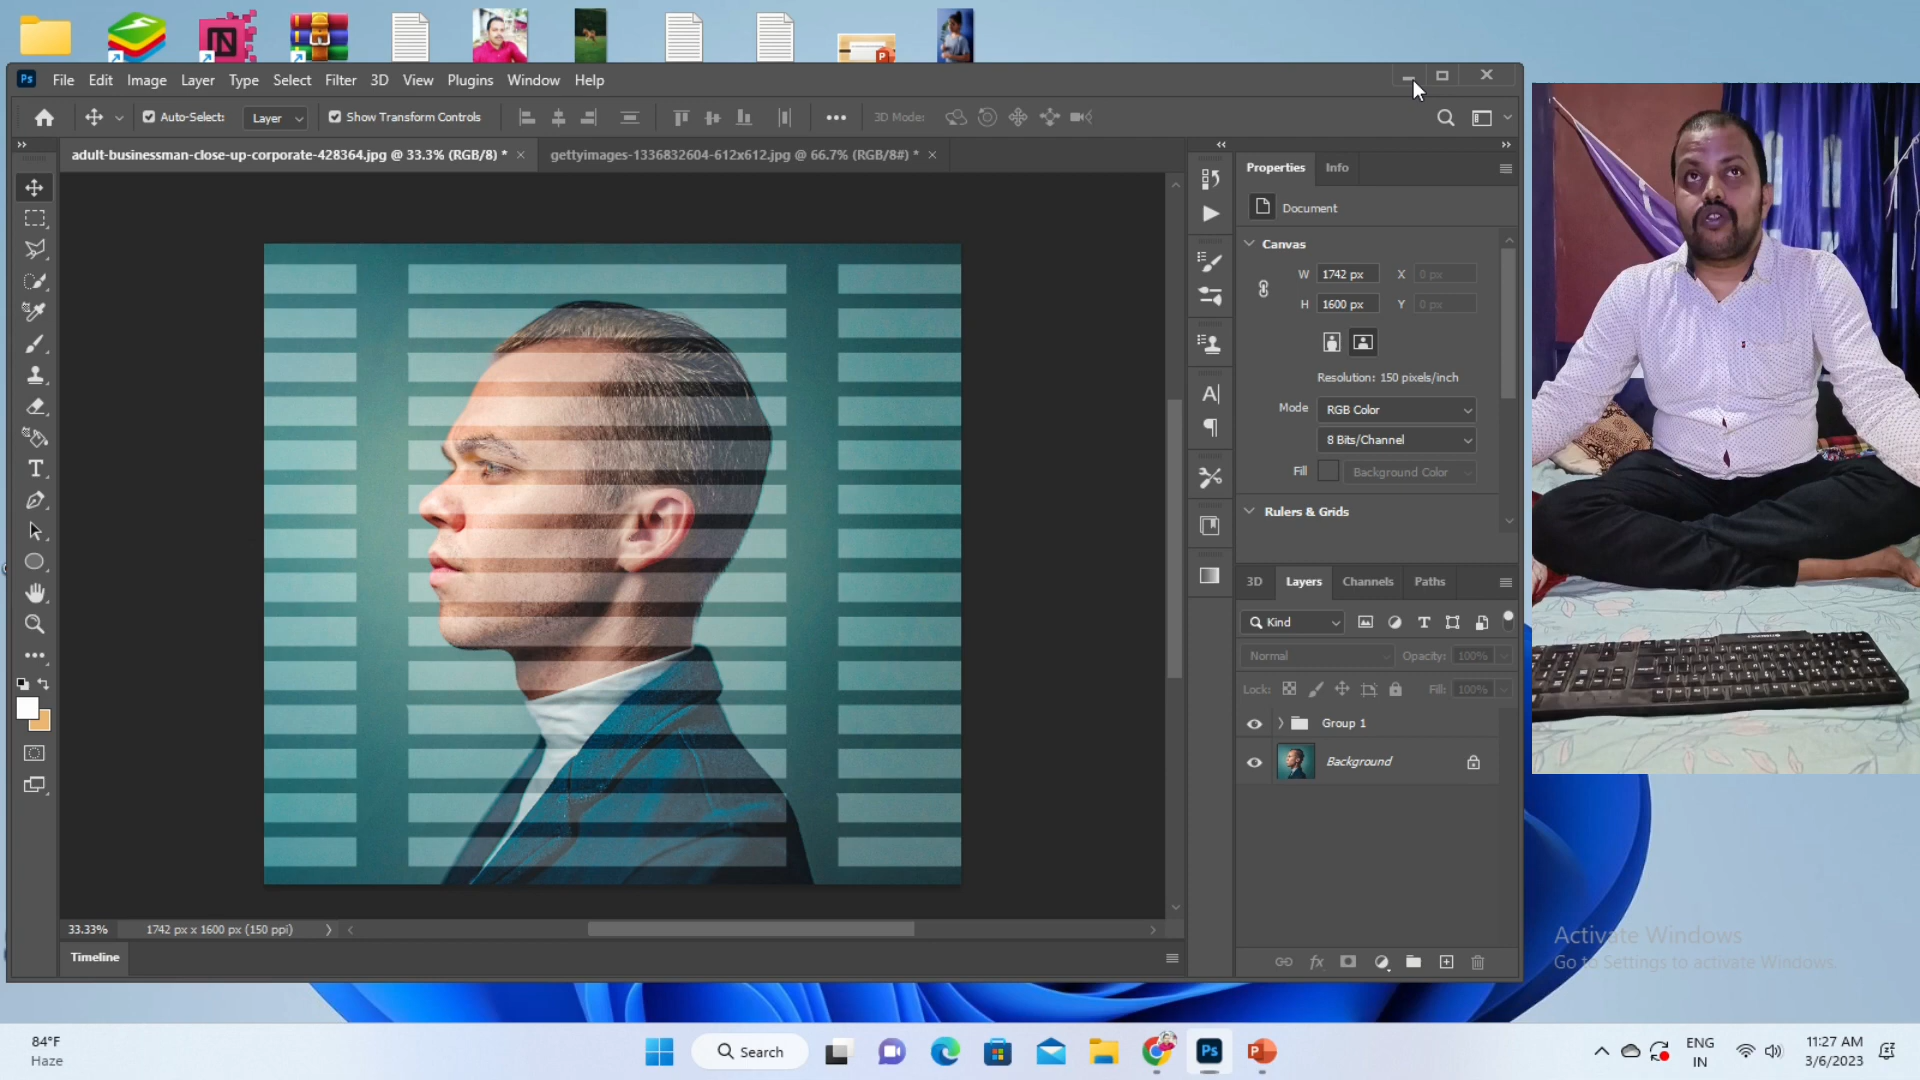 Ps File Edit Image Layer Type Select Filter 3D View Plugins Window Help
Auto-Select: Layer Show Transform Controls 3D Mode:
adult-businessman-close-up-corporate-428364.jpg @ 33.3% (RGB/8) *
gettyimages-1336832604-612x612.jpg @ 66.7% (RGB/8#) *
Properties Info
Document
Canvas
W 1742 px X 0 px
H 1600 px Y 0 px
Resolution: 150 pixels/inch
Mode RGB Color
8 Bits/Channel
Fill Background Color
Rulers & Grids
3D Layers Channels Paths
Kind
Normal Opacity: 100%
Lock: Fill: 100%
Group 1
Background
33.33% 1742 px x 1600 px (150 ppi)
Timeline
Activate Windows
Go to Settings to activate Windows.
84°F
Haze
Search
Ps
P
ENG
IN
11:27 AM
3/6/2023